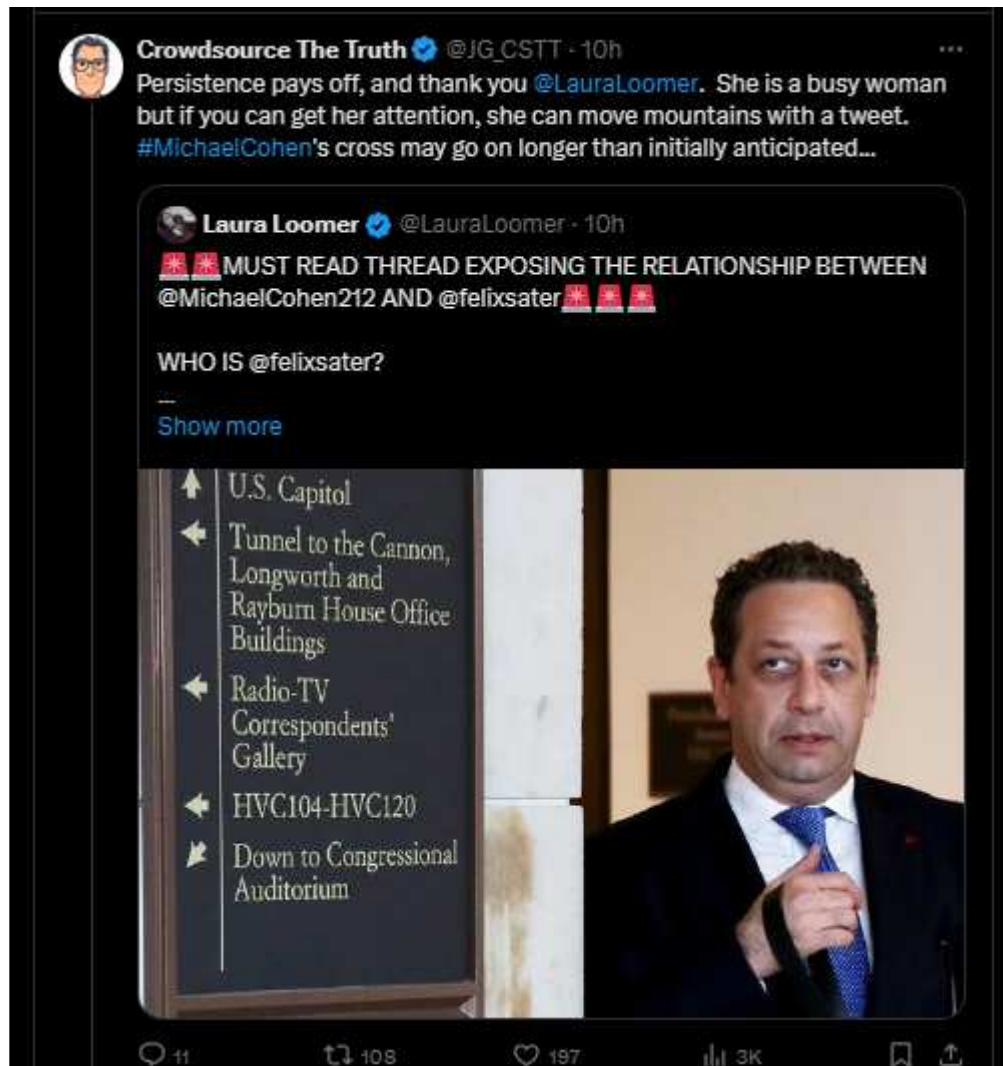 Crowdsource The Truth @JG_CSTT · 10h
Persistence pays off, and thank you @LauraLoomer. She is a busy woman
but if you can get her attention, she can move mountains with a tweet.
#MichaelCohen's cross may go on longer than initially anticipated...
Laura Loomer @LauraLoomer · 10h
🚨🚨MUST READ THREAD EXPOSING THE RELATIONSHIP BETWEEN
@MichaelCohen212 AND @felixsater🚨🚨🚨
WHO IS @felixsater?
_
Show more
U.S. Capitol
Tunnel to the Cannon,
Longworth and
Rayburn House Office
Buildings
Radio-TV
Correspondents'
Gallery
HVC104-HVC120
Down to Congressional
Auditorium
11 108 197 3K